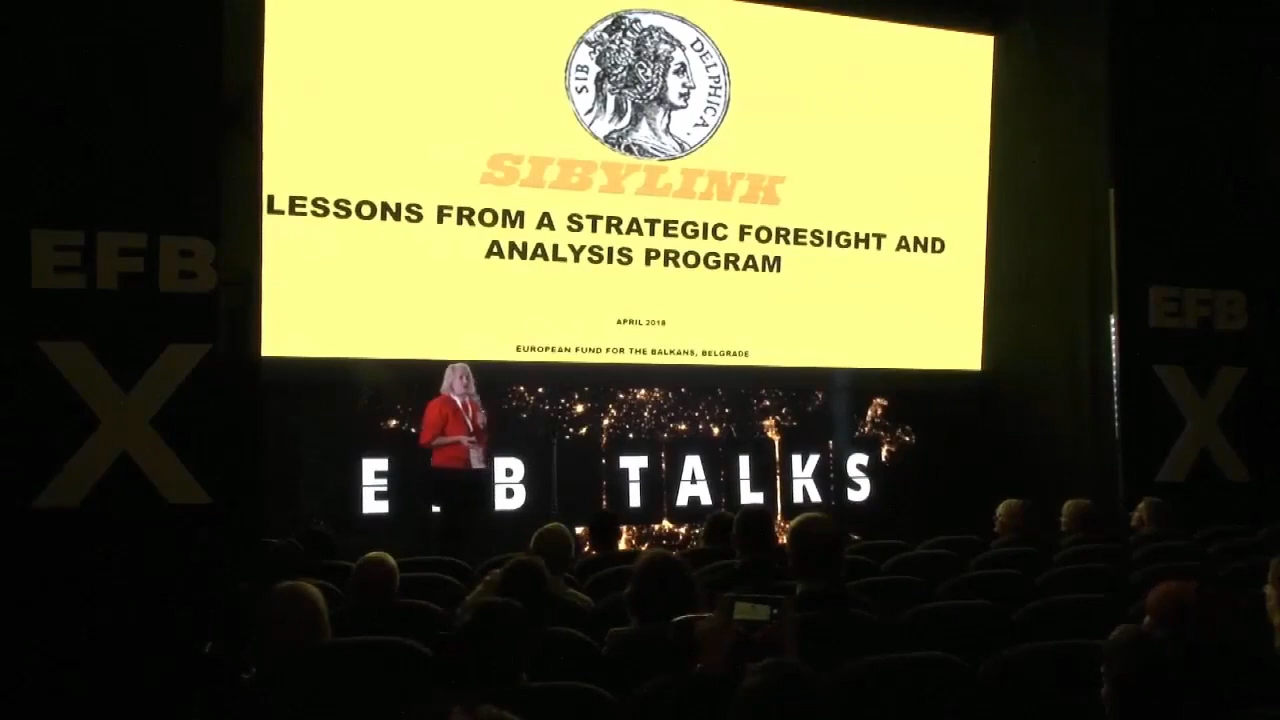 SIB DELPHICA.
SIBYLINK
LESSONS FROM A STRATEGIC FORESIGHT AND
ANALYSIS PROGRAM
APRIL 2018
EUROPEAN FUND FOR THE BALKANS, BELGRADE
EFB
X
EFB
X
E B TALKS